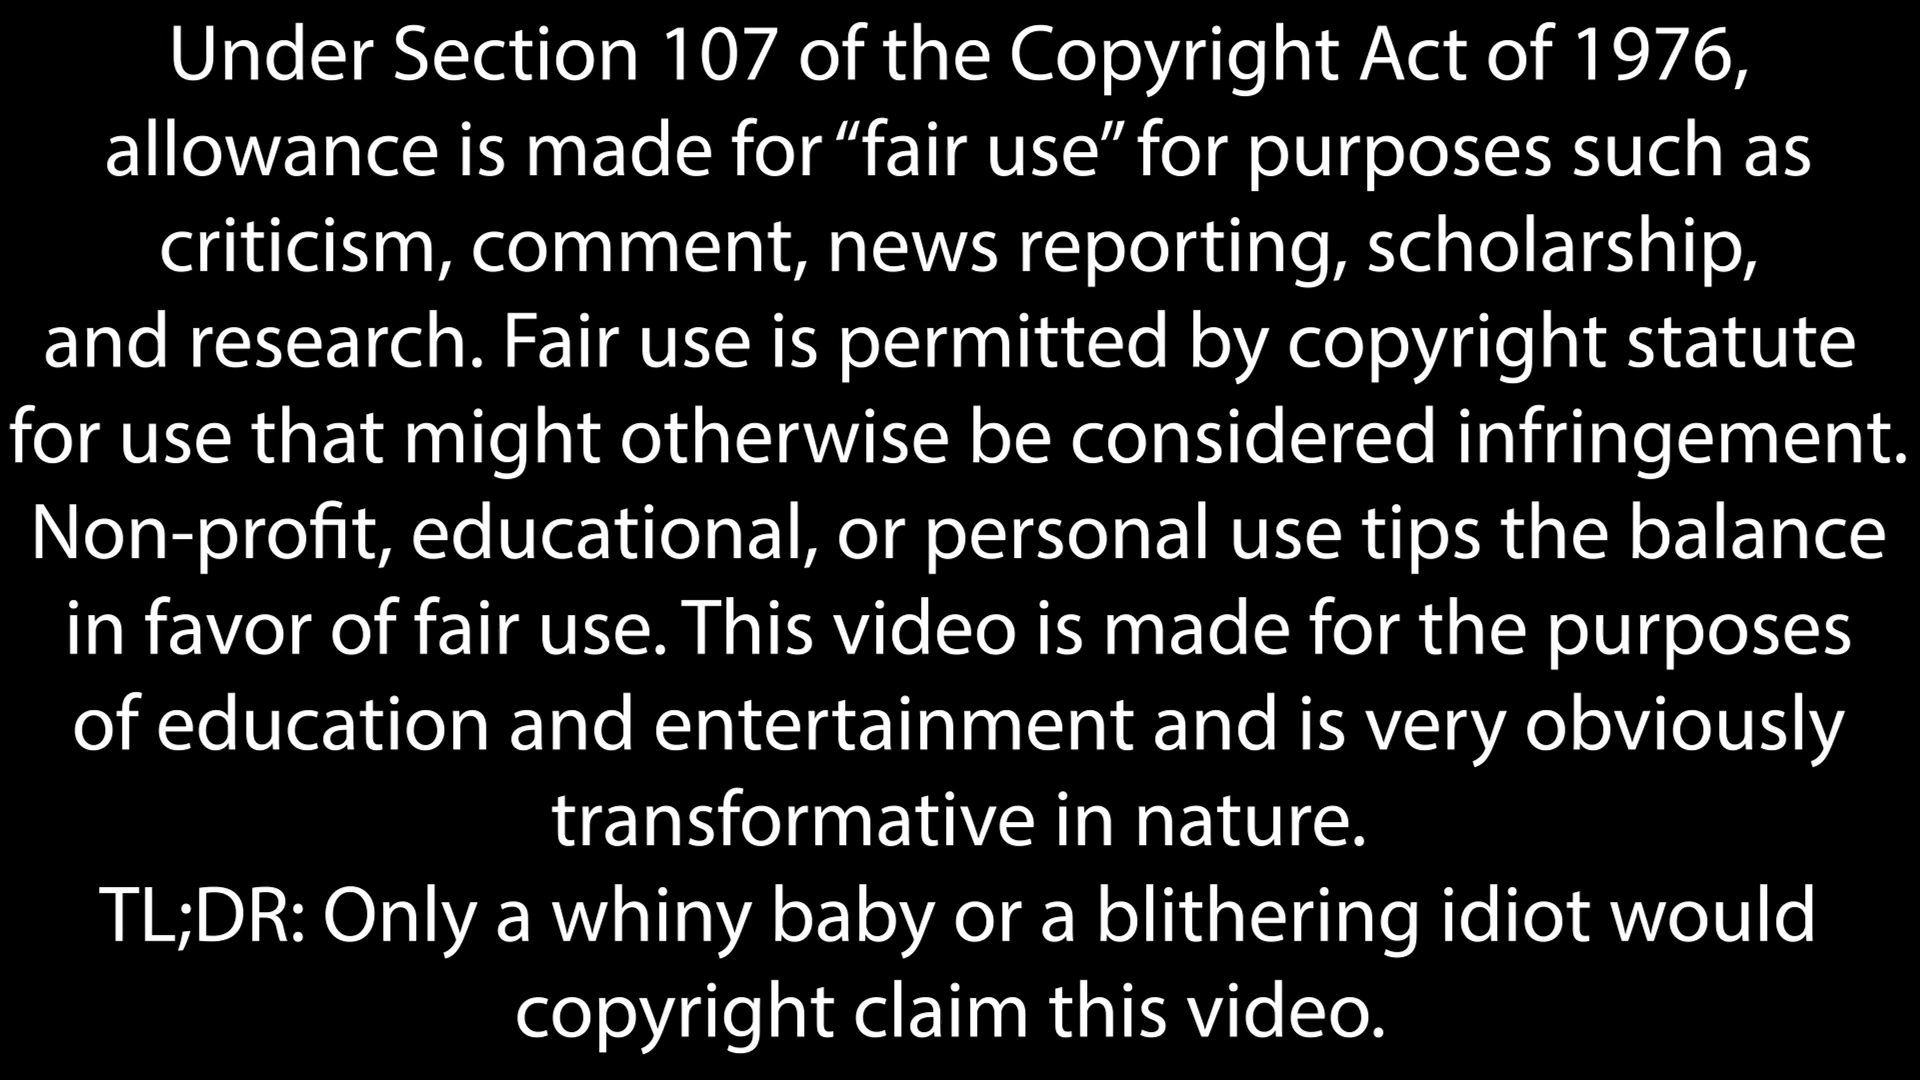 Under Section 107 of the Copyright Act of 1976,
allowance is made for “fair use” for purposes such as
criticism, comment, news reporting, scholarship,
and research. Fair use is permitted by copyright statute
for use that might otherwise be considered infringement.
Non-profit, educational, or personal use tips the balance
in favor of fair use. This video is made for the purposes
of education and entertainment and is very obviously
transformative in nature.
TL;DR: Only a whiny baby or a blithering idiot would
copyright claim this video.